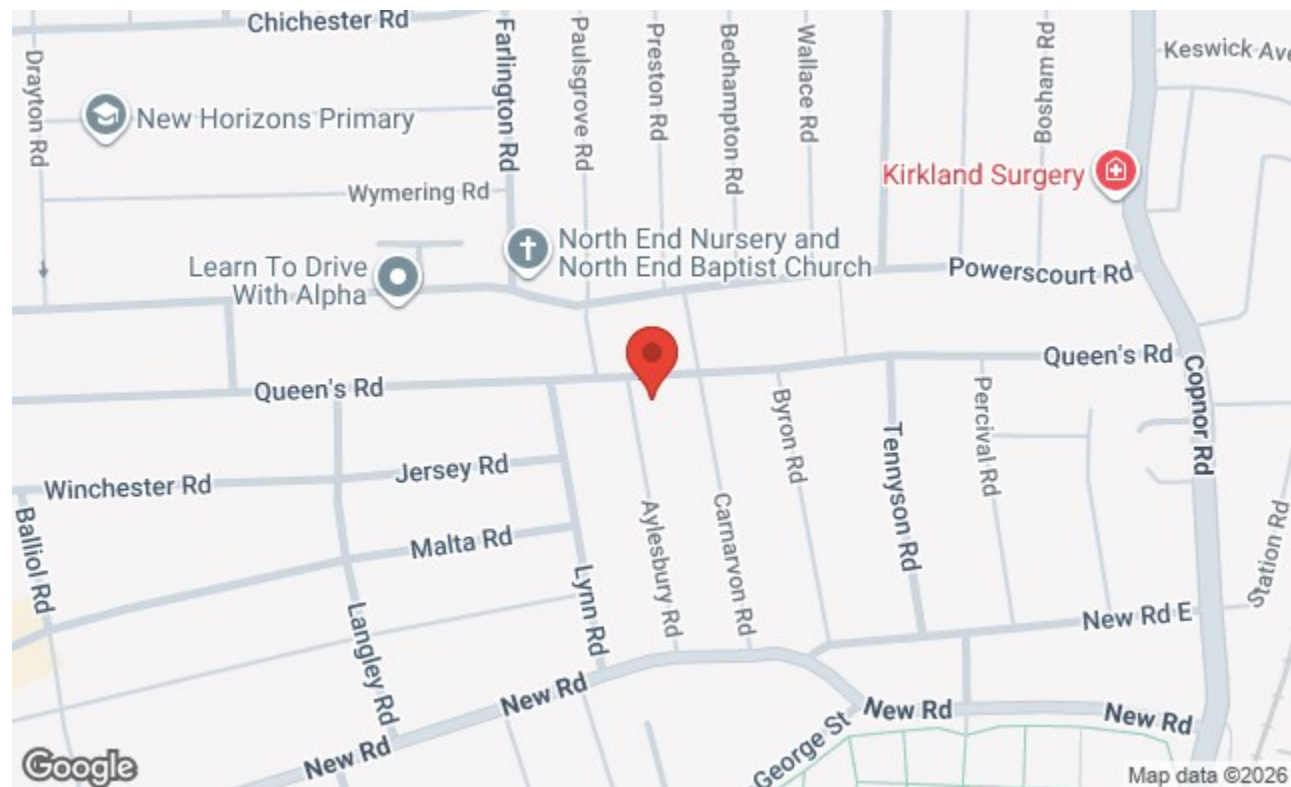 Chichester Rd
Drayton Rd
Farlington Rd
Paulsgrove Rd
Preston Rd
Bedhampton Rd
Wallace Rd
Bosham Rd
Keswick Ave
New Horizons Primary
Wymering Rd
Kirkland Surgery
North End Nursery and
North End Baptist Church
Learn To Drive
With Alpha
Powerscourt Rd
Queen's Rd
Queen's Rd
Copnor Rd
Byron Rd
Percival Rd
Tennyson Rd
Jersey Rd
Winchester Rd
Balliol Rd
Malta Rd
Aylesbury Rd
Carnarvon Rd
Lynn Rd
Langley Rd
Station Rd
New Rd E
New Rd
New Rd
New Rd
New Rd
George St
Google
Map data ©2026